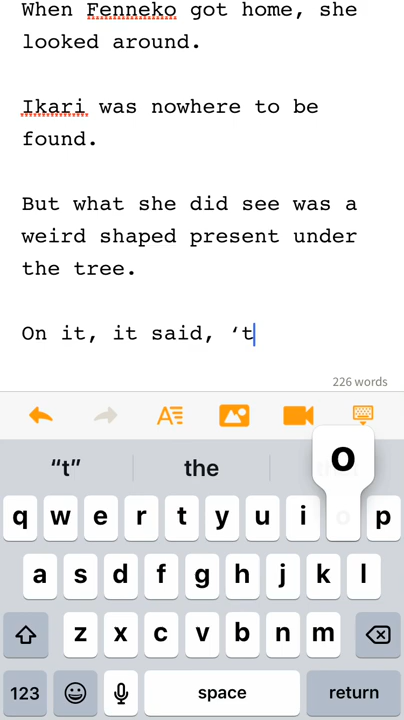 When Fenneko got home, she
looked around.
Ikari was nowhere to be
found.
But what she did see was a
weird shaped present under
the tree.
On it, it said, ‘t
226 words
A
“t” the
o
q w e r t y u i o p
a s d f g h j k l
z x c v b n m
123 space return